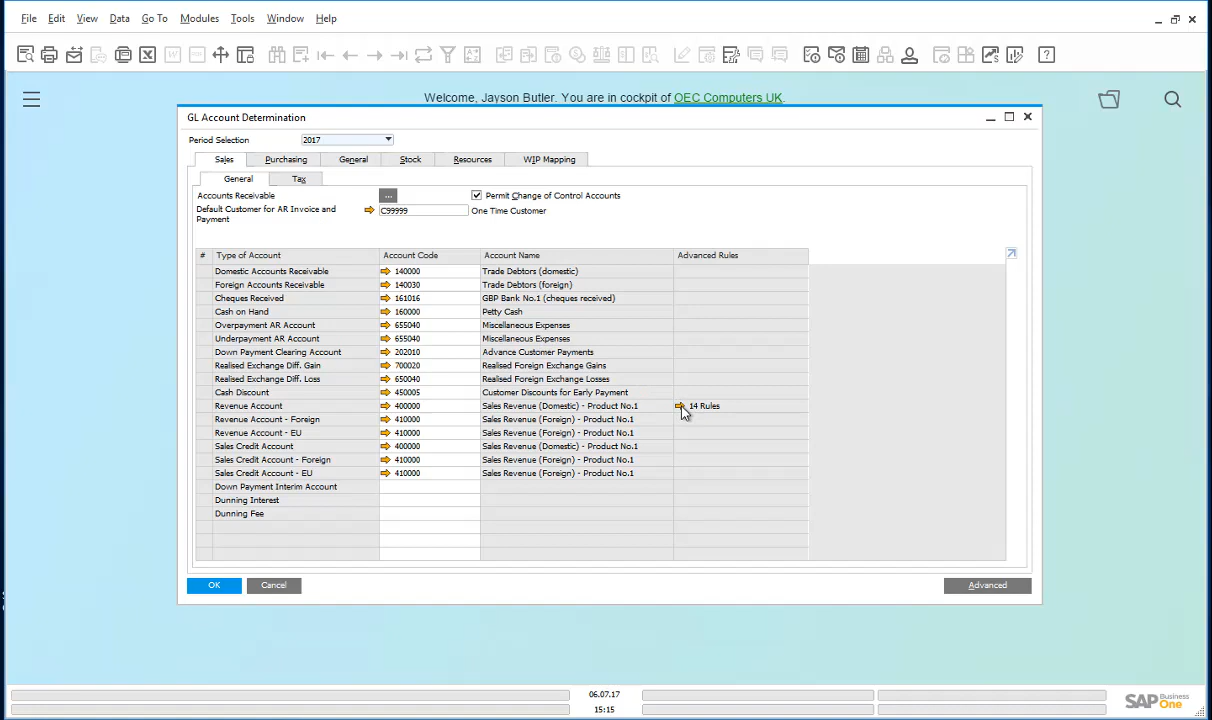 File Edit View Data Go To Modules Tools Window Help
Welcome, Jayson Butler. You are in cockpit of OEC Computers UK.
GL Account Determination
Period Selection 2017
Sales Purchasing General Stock Resources WIP Mapping
General Tax
Accounts Receivable ... Permit Change of Control Accounts
Default Customer for AR Invoice and C99999 One Time Customer
Payment
# Type of Account Account Code Account Name Advanced Rules
Domestic Accounts Receivable 140000 Trade Debtors (domestic)
Foreign Accounts Receivable 140030 Trade Debtors (foreign)
Cheques Received 161016 GBP Bank No.1 (cheques received)
Cash on Hand 160000 Petty Cash
Overpayment AR Account 655040 Miscellaneous Expenses
Underpayment AR Account 655040 Miscellaneous Expenses
Down Payment Clearing Account 202010 Advance Customer Payments
Realised Exchange Diff. Gain 700020 Realised Foreign Exchange Gains
Realised Exchange Diff. Loss 650040 Realised Foreign Exchange Losses
Cash Discount 450005 Customer Discounts for Early Payment
Revenue Account 400000 Sales Revenue (Domestic) - Product No.1 14 Rules
Revenue Account - Foreign 410000 Sales Revenue (Foreign) - Product No.1
Revenue Account - EU 410000 Sales Revenue (Foreign) - Product No.1
Sales Credit Account 400000 Sales Revenue (Domestic) - Product No.1
Sales Credit Account - Foreign 410000 Sales Revenue (Foreign) - Product No.1
Sales Credit Account - EU 410000 Sales Revenue (Foreign) - Product No.1
Down Payment Interim Account
Dunning Interest
Dunning Fee
OK Cancel Advanced
06.07.17
15:15
SAP Business One